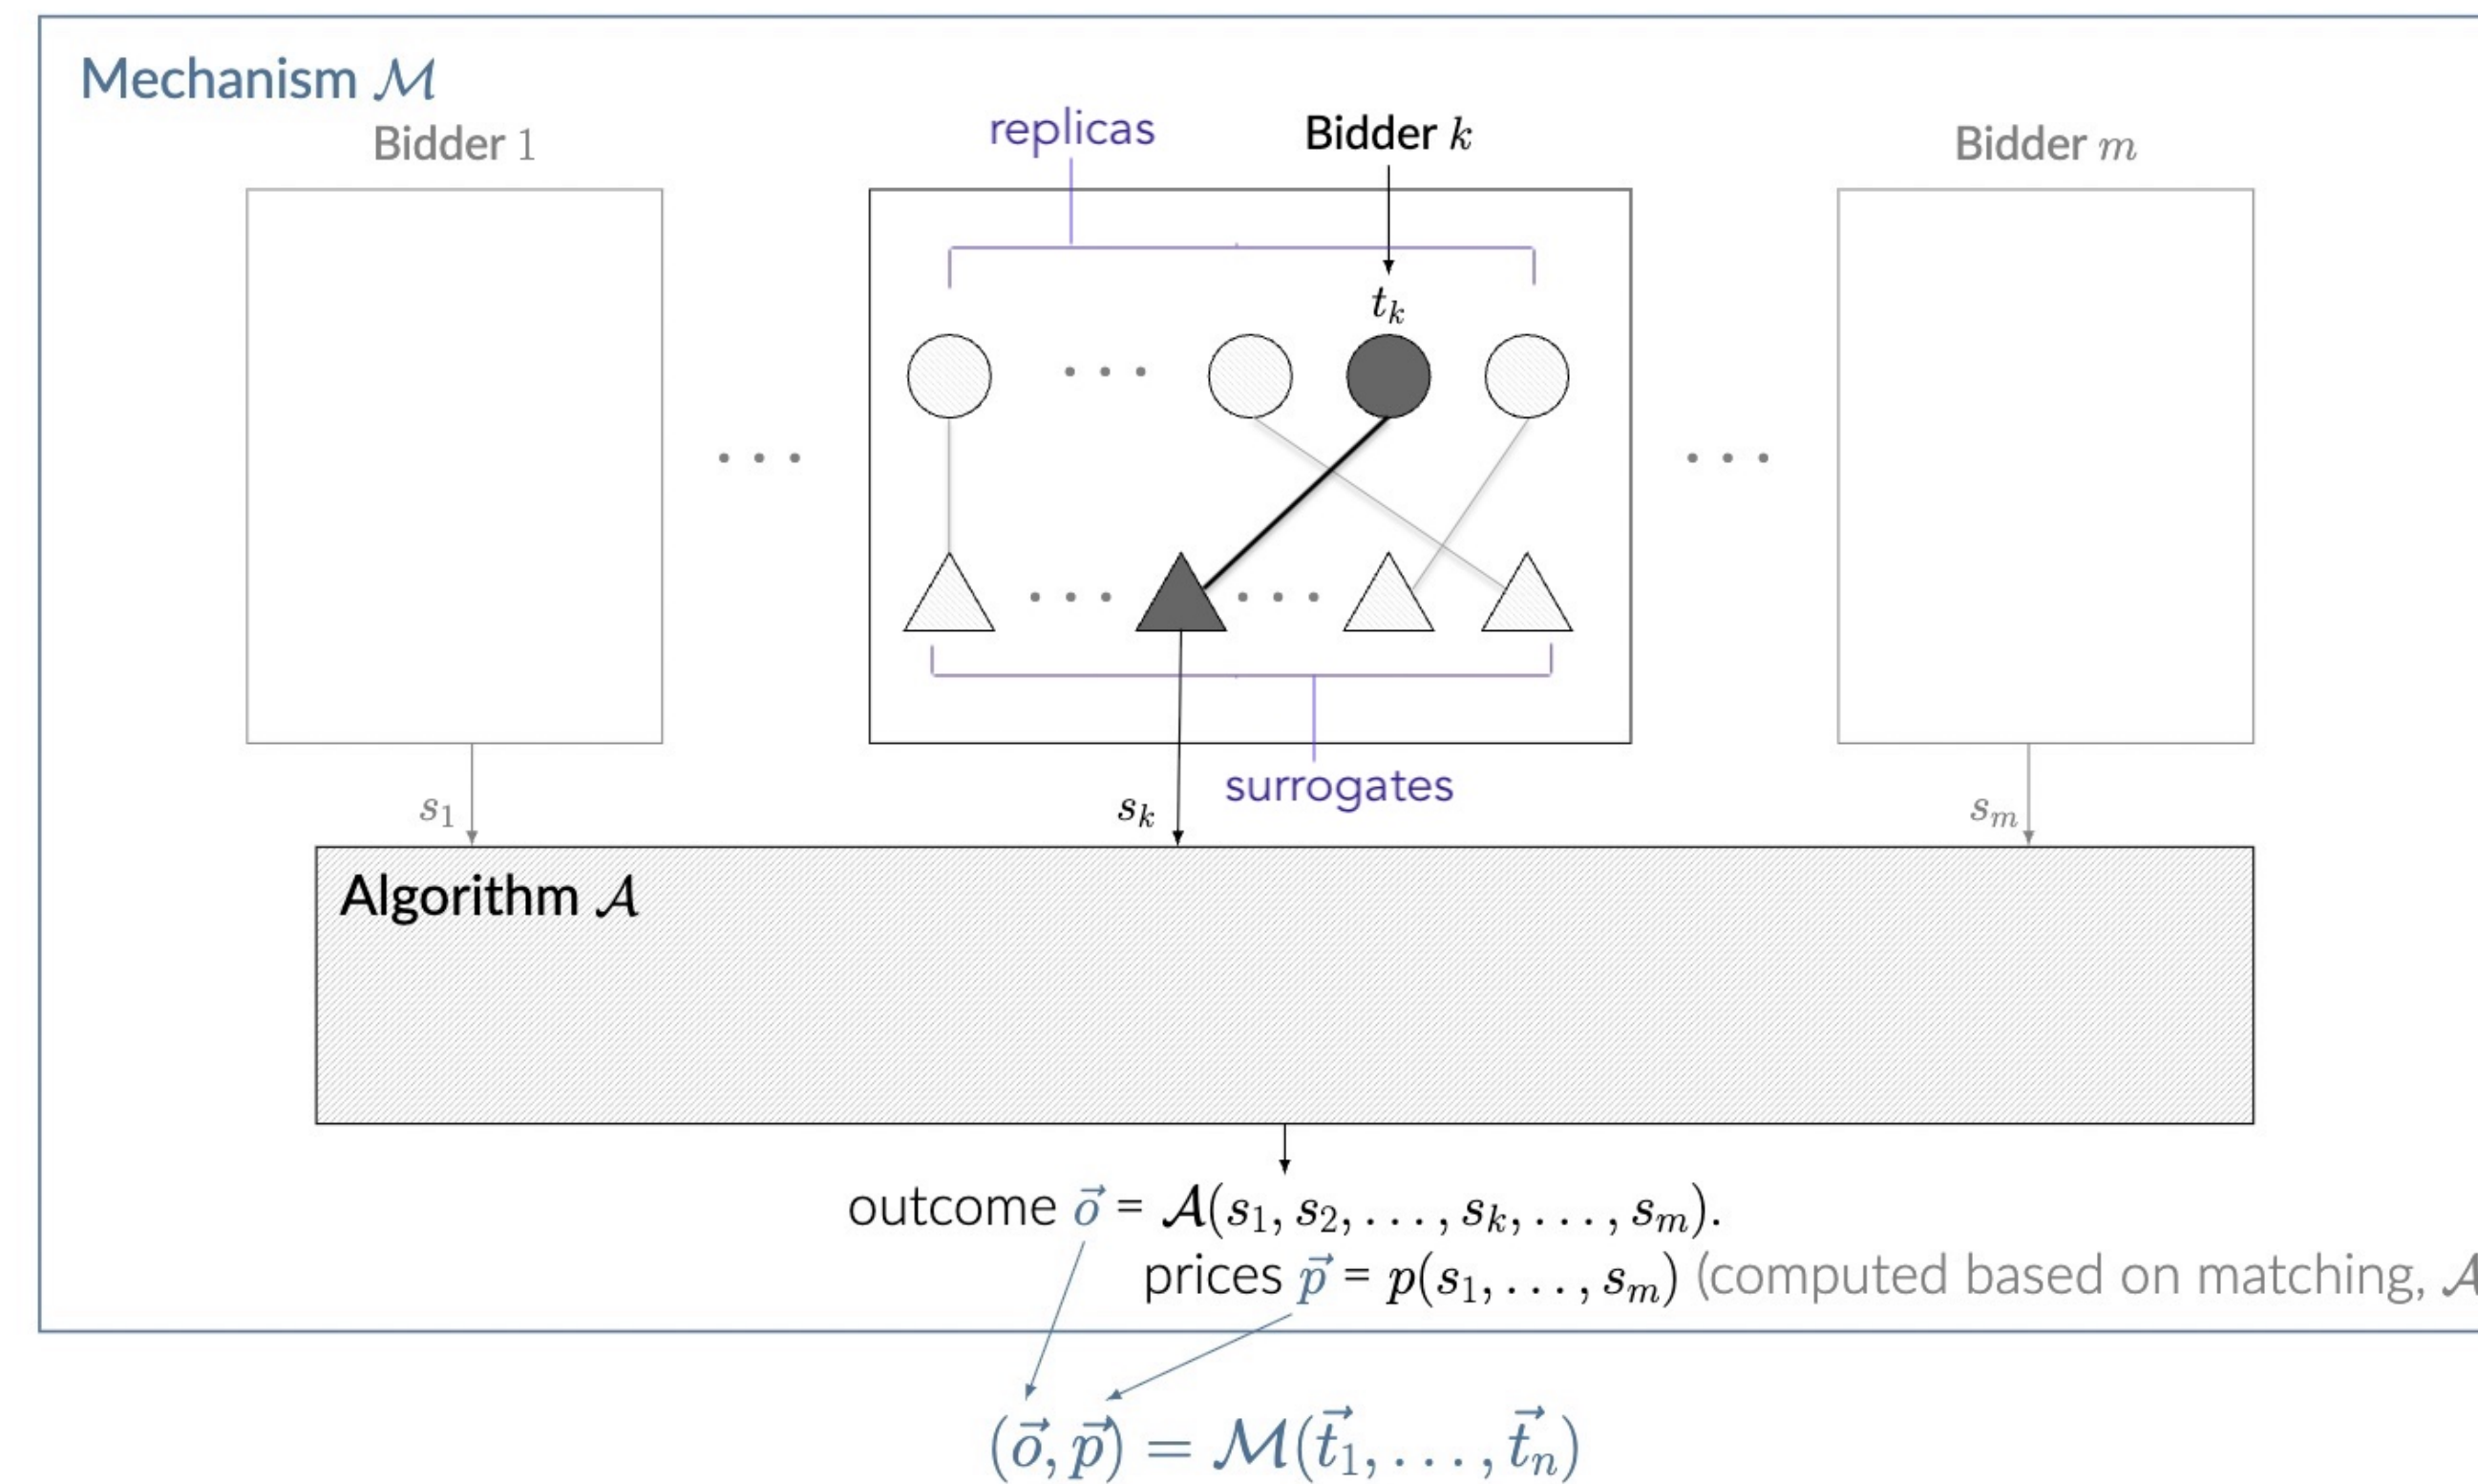 Mechanism ℳ
Bidder 1
replicas
Bidder k
Bidder m
t_k
s_1
s_k
surrogates
s_m
Algorithm 𝒜
outcome o⃗ = 𝒜(s_1, s_2, . . . , s_k, . . . , s_m).
prices p⃗ = p(s_1, . . . , s_m) (computed based on matching, 𝒜
(o⃗, p⃗) = ℳ(t⃗_1, . . . , t⃗_n)